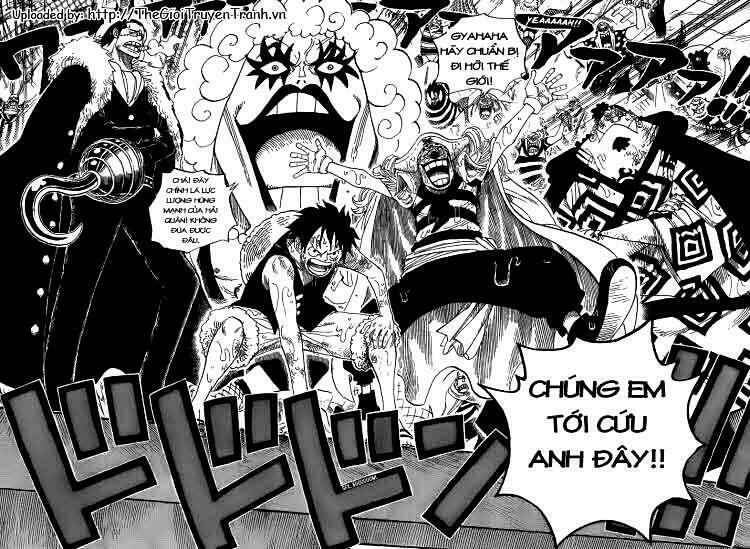 Uploaded by: http://TheGioiTruyenTranh.vn
YEAAAAAH!!
GYAHAHA
HÃY CHUẨN BỊ
ĐI HỠI THẾ
GIỚI!
CHÀ! ĐÂY
CHÍNH LÀ LỰC
LƯỢNG HÙNG
MẠNH CỦA HẢI
QUÂN! KHÔNG
ĐÙA ĐƯỢC
ĐÂU.
CHÚNG EM
TỚI CỨU
ANH ĐÂY!!
ドドドン